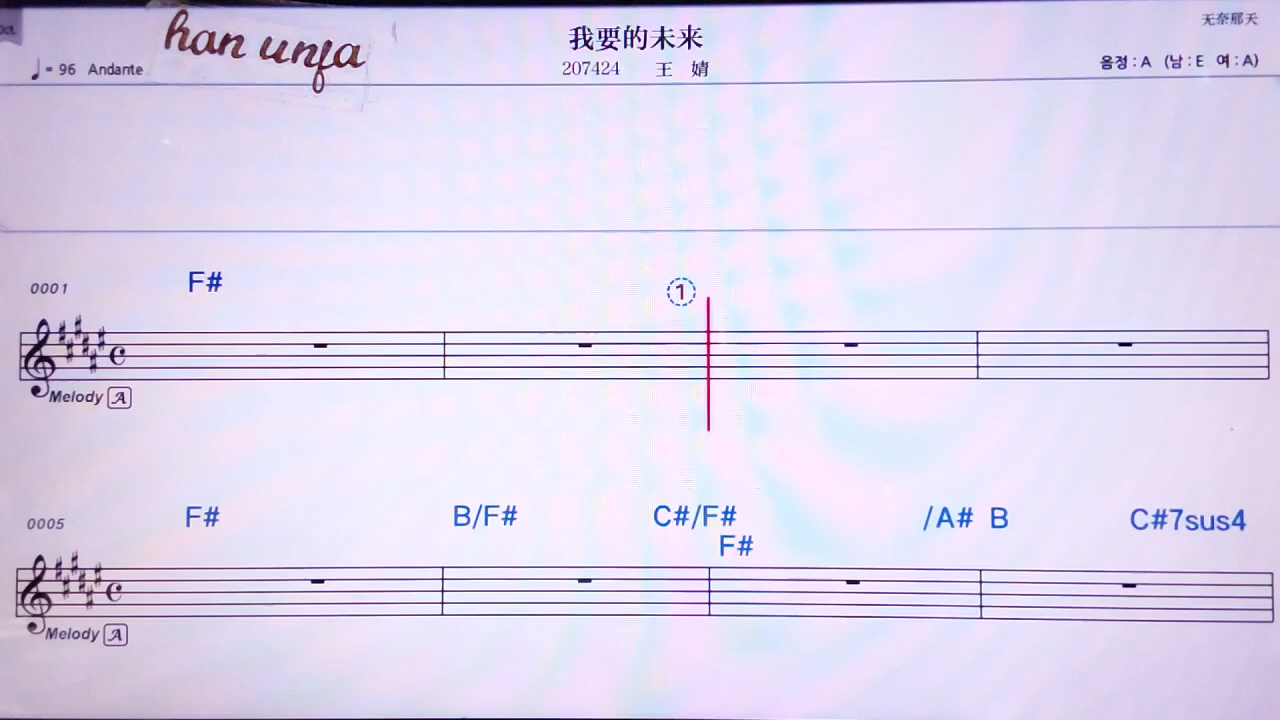 han unfa
我要的未来
无奈那天
♩= 96 Andante
207424 王 婧
음정 : A (남 : E 여 : A)
0001 F# 1
Melody A
0005 F# B/F# C#/F# /A# B C#7sus4
F#
Melody A